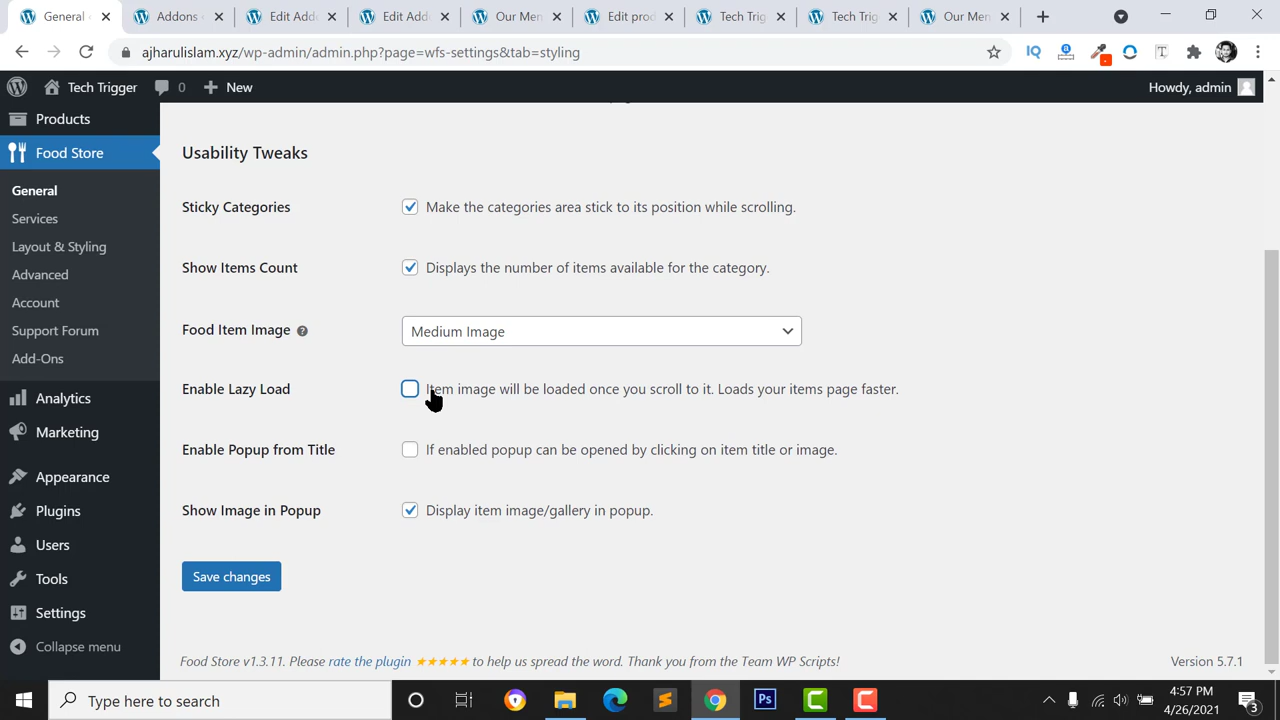 General
Addons
Edit Add
Edit Add
Our Men
Edit prod
Tech Trig
Tech Trig
Our Men
ajharulislam.xyz/wp-admin/admin.php?page=wfs-settings&tab=styling
IQ
Tech Trigger
0
New
Howdy, admin
Products
Food Store
General
Services
Layout & Styling
Advanced
Account
Support Forum
Add-Ons
Analytics
Marketing
Appearance
Plugins
Users
Tools
Settings
Collapse menu
Usability Tweaks
Sticky Categories
Make the categories area stick to its position while scrolling.
Show Items Count
Displays the number of items available for the category.
Food Item Image
Medium Image
Enable Lazy Load
Item image will be loaded once you scroll to it. Loads your items page faster.
Enable Popup from Title
If enabled popup can be opened by clicking on item title or image.
Show Image in Popup
Display item image/gallery in popup.
Save changes
Food Store v1.3.11. Please rate the plugin ★★★★★ to help us spread the word. Thank you from the Team WP Scripts!
Version 5.7.1
Type here to search
Ps
4:57 PM
4/26/2021
3